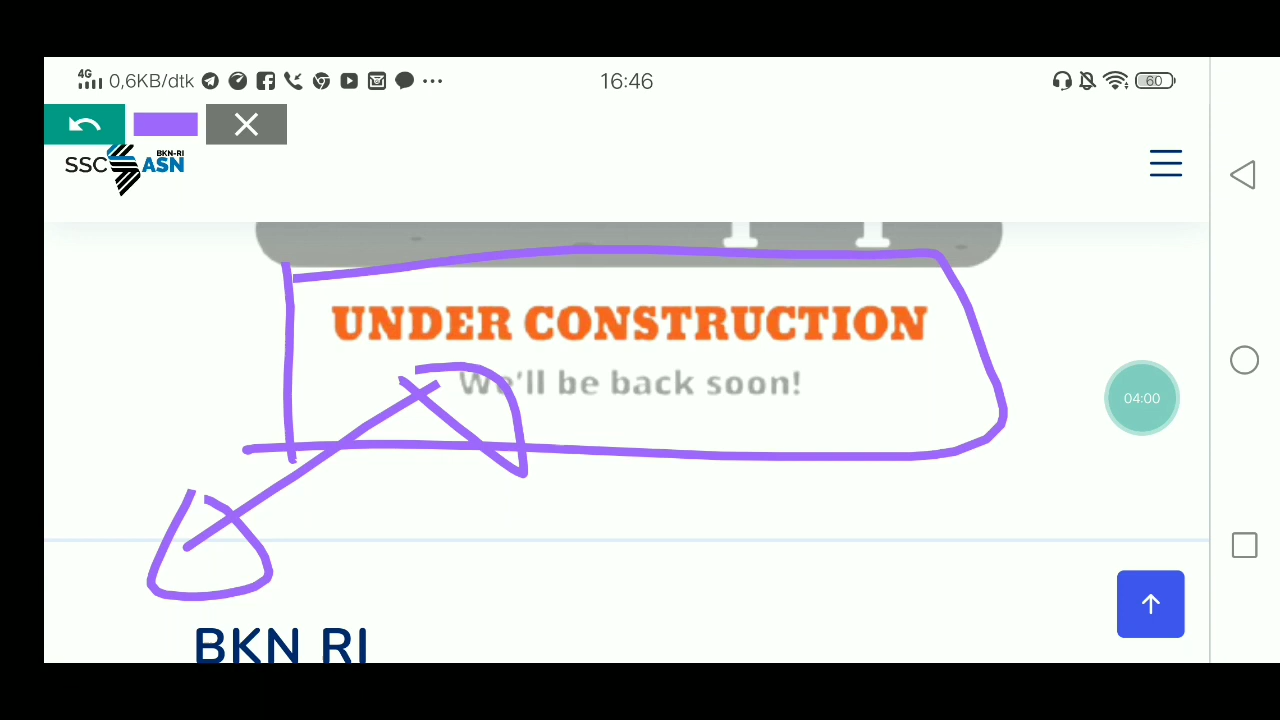 4G 0,6KB/dtk 16:46 60
BKN-RI
SSC ASN
UNDER CONSTRUCTION
We'll be back soon!
04:00
BKN RI